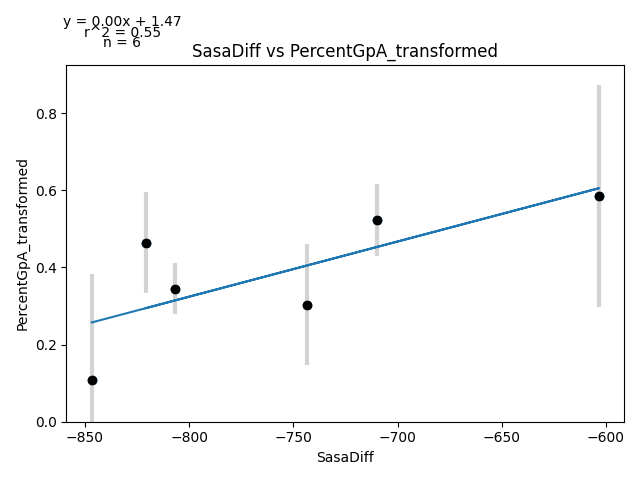 y = 0.00x + 1.47
r^2 = 0.55
n = 6
SasaDiff vs PercentGpA_transformed
PercentGpA_transformed
0.8
0.6
0.4
0.2
0.0
−850
−800
−750
−700
−650
−600
SasaDiff